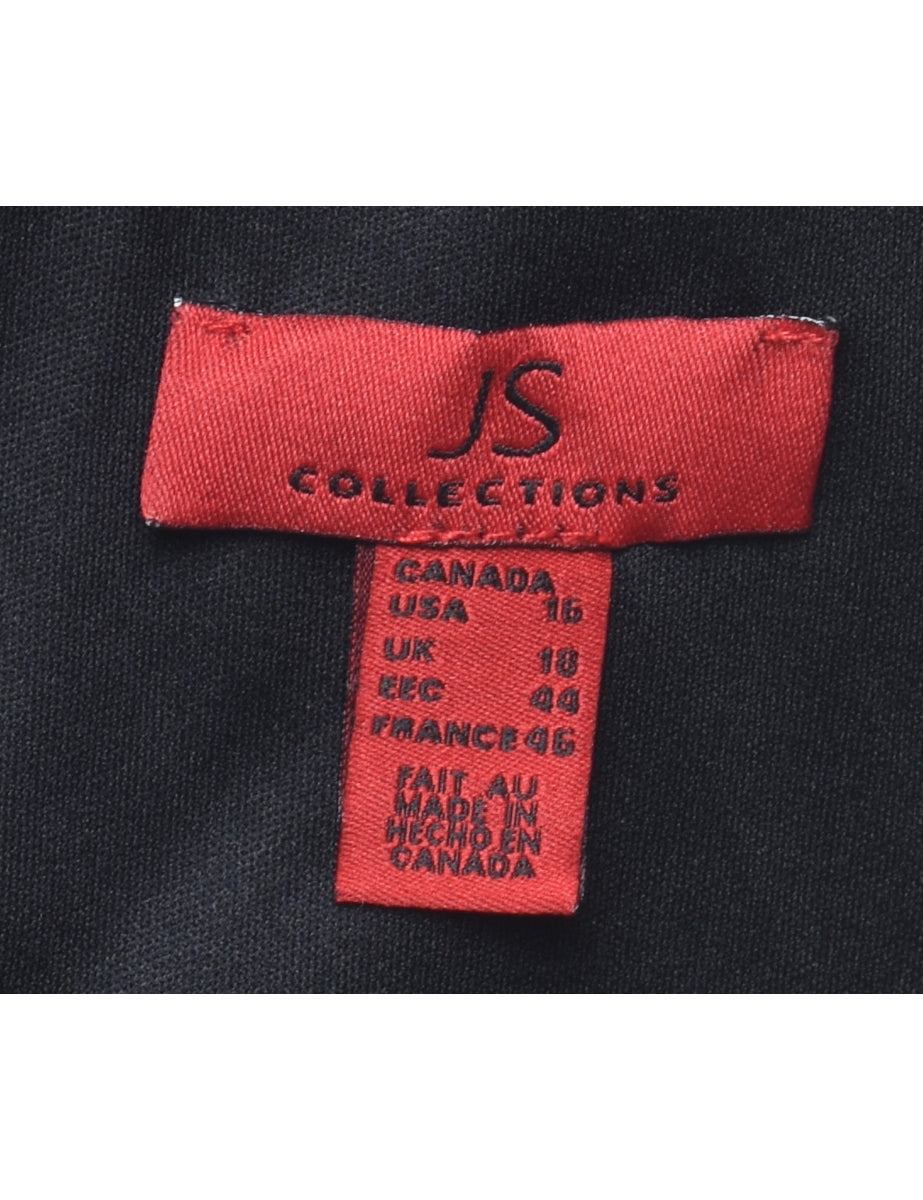 JS
COLLECTIONS
CANADA
USA 16
UK 18
EEC 44
FRANCE 46
FAIT AU
MADE IN
HECHO EN
CANADA